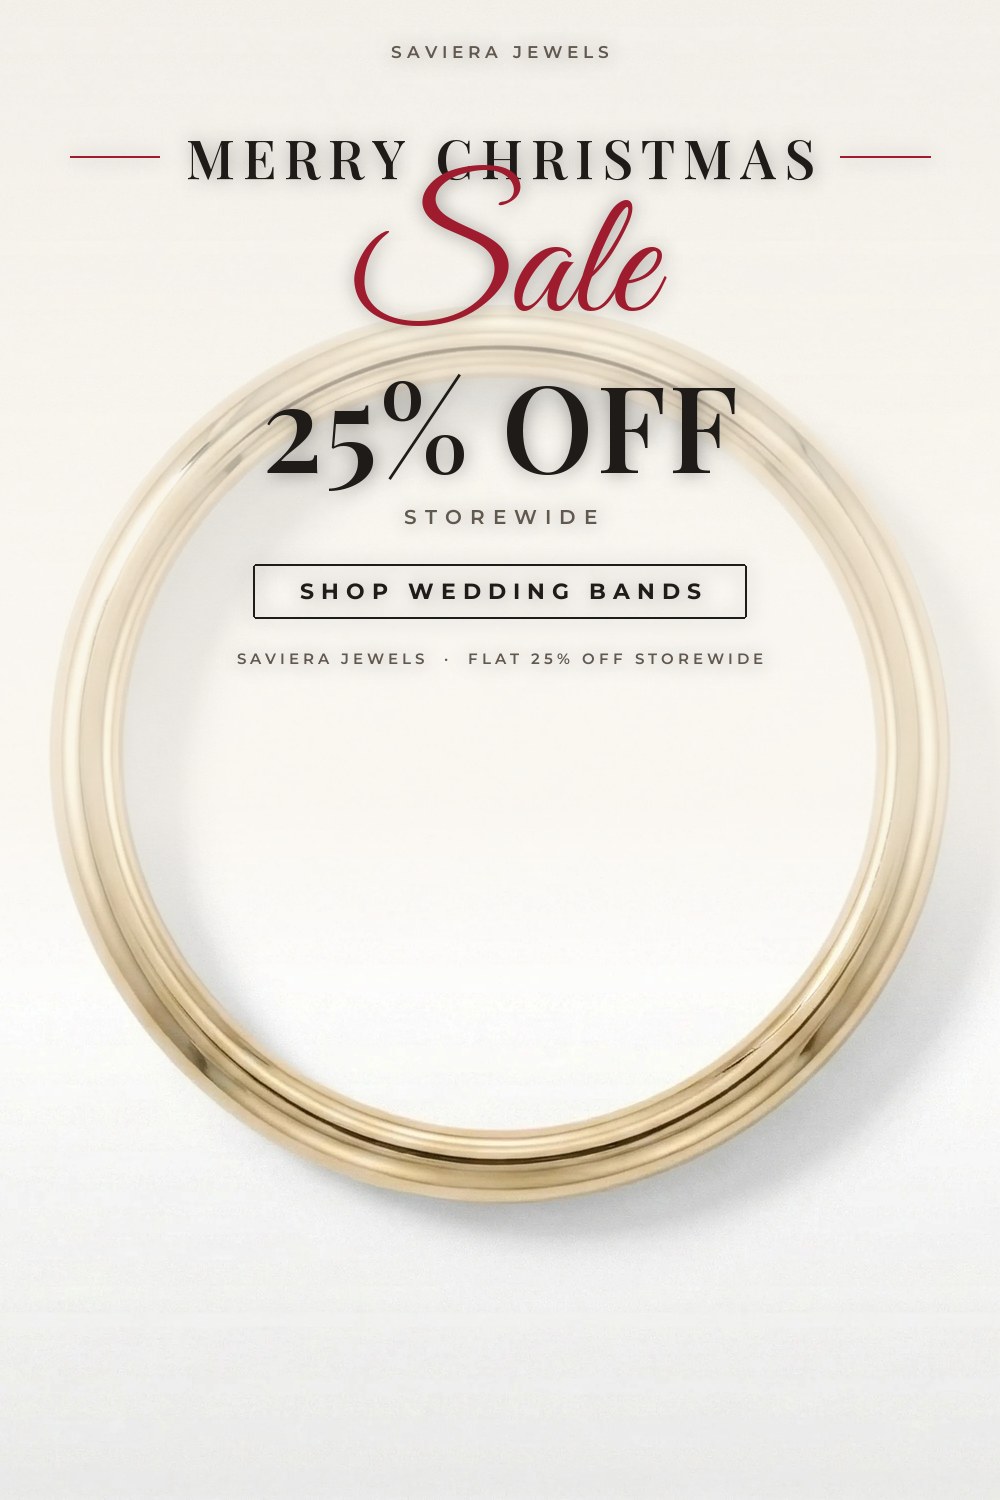 SAVIERA JEWELS
MERRY CHRISTMAS
Sale
25% OFF
STOREWIDE
SHOP WEDDING BANDS
SAVIERA JEWELS · FLAT 25% OFF STOREWIDE